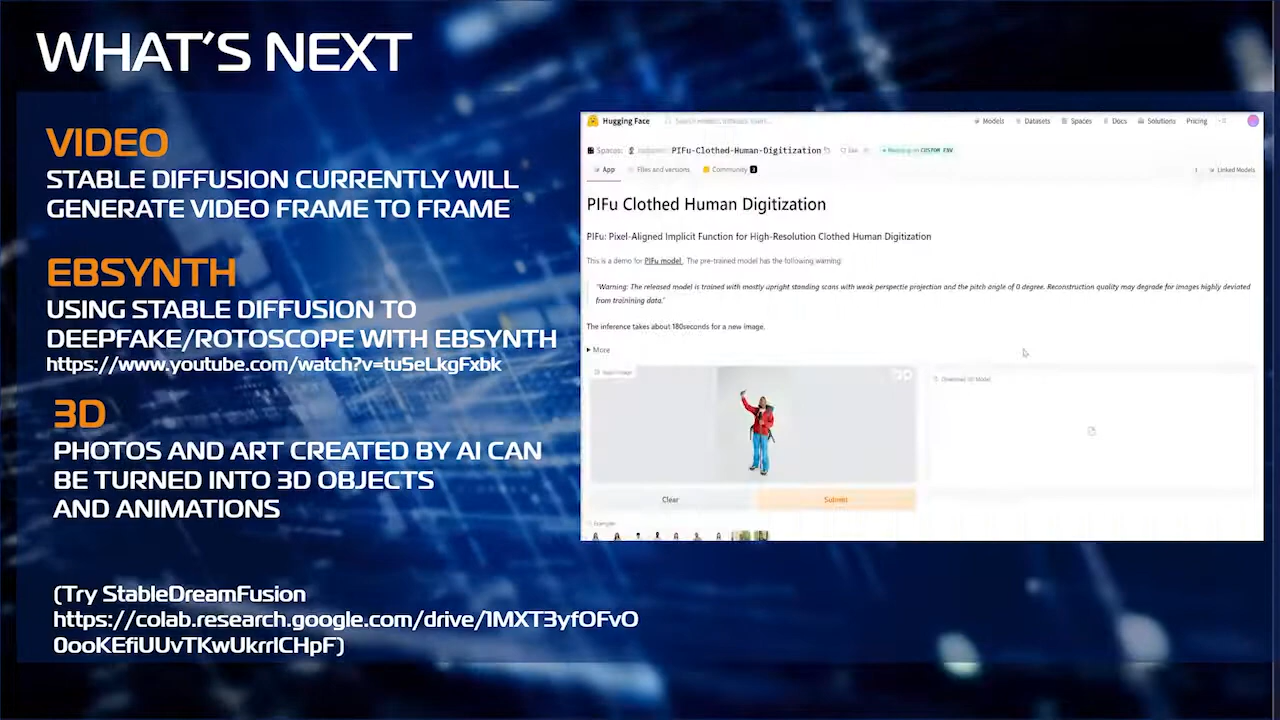 WHAT'S NEXT
VIDEO
STABLE DIFFUSION CURRENTLY WILL
GENERATE VIDEO FRAME TO FRAME
EBSYNTH
USING STABLE DIFFUSION TO
DEEPFAKE/ROTOSCOPE WITH EBSYNTH
https://www.youtube.com/watch?v=tu5eLkgFxbk
3D
PHOTOS AND ART CREATED BY AI CAN
BE TURNED INTO 3D OBJECTS
AND ANIMATIONS
(Try StableDreamFusion
https://colab.research.google.com/drive/1MXT3yfOFvO
0ooKEfiUUvTKwUkrrlCHpF)
Hugging Face
Models Datasets Spaces Docs Solutions Pricing
Spaces: PIFu-Clothed-Human-Digitization
App Files and versions Community Linked Models
PIFu Clothed Human Digitization
PIFu: Pixel-Aligned Implicit Function for High-Resolution Clothed Human Digitization
This is a demo for PIFu model. The pre-trained model has the following warning:
"Warning: The released model is trained with mostly upright standing scans with weak perspectie projection and the pitch angle of 0 degree. Reconstruction quality may degrade for images highly deviated
from trainining data."
The inference takes about 180seconds for a new image.
More
Download 3D Model
Clear Submit
Examples